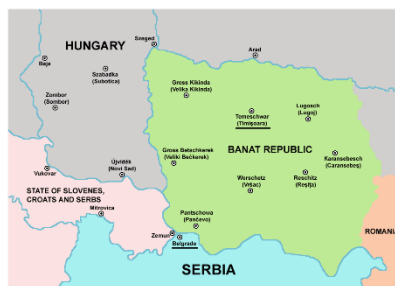 HUNGARY
Szeged
Arad
Baja
Szabadka
(Subotica)
Gross Kikinda
(Velika Kikinda)
Zombor
(Sombor)
Temeschwar
(Timișoara)
Lugosch
(Lugoj)
BANAT REPUBLIC
Gross Betschkerek
(Veliki Bečkerek)
Karansebesch
(Caransebeș)
Vukovar
Újvidék
(Novi Sad)
Werschetz
(Vršac)
Reschitz
(Reșița)
STATE OF SLOVENES,
CROATS AND SERBS
Mitrovica
Pantschova
(Pančevo)
Zemun
Belgrade
ROMANIA
SERBIA